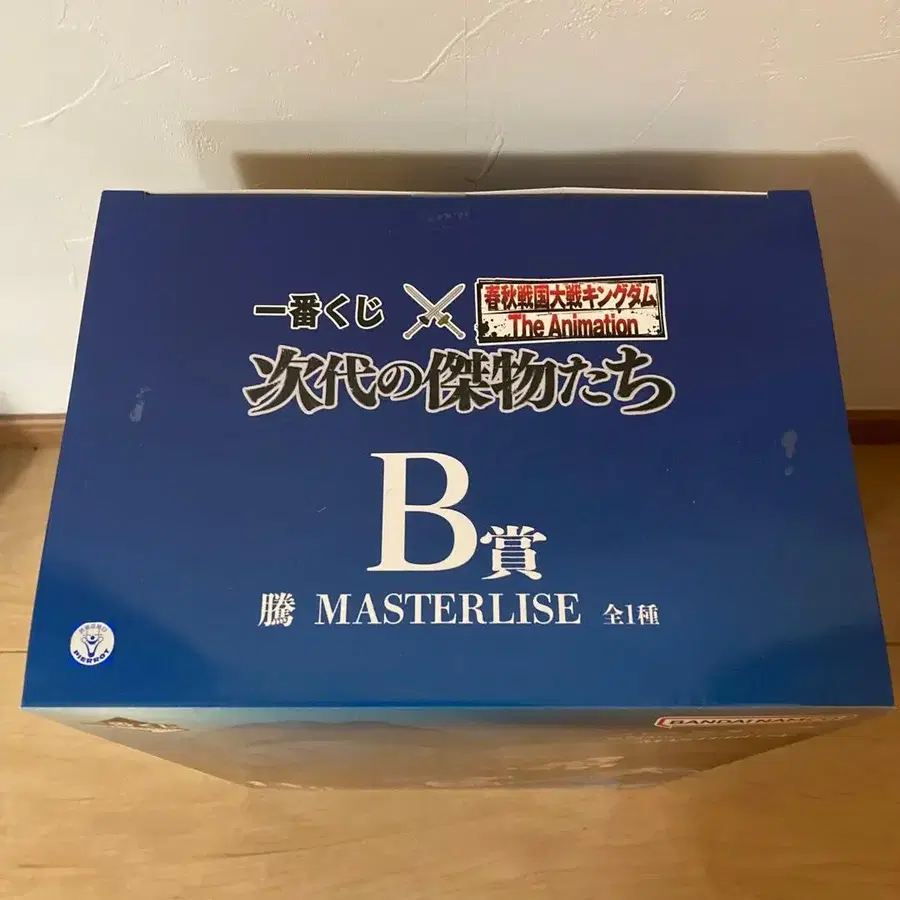 一番くじ
春秋戦国大戦キングダム
The Animation
次代の傑物たち
B賞
騰 MASTERLISE 全1種
PIERROT
BANDAI NAMCO